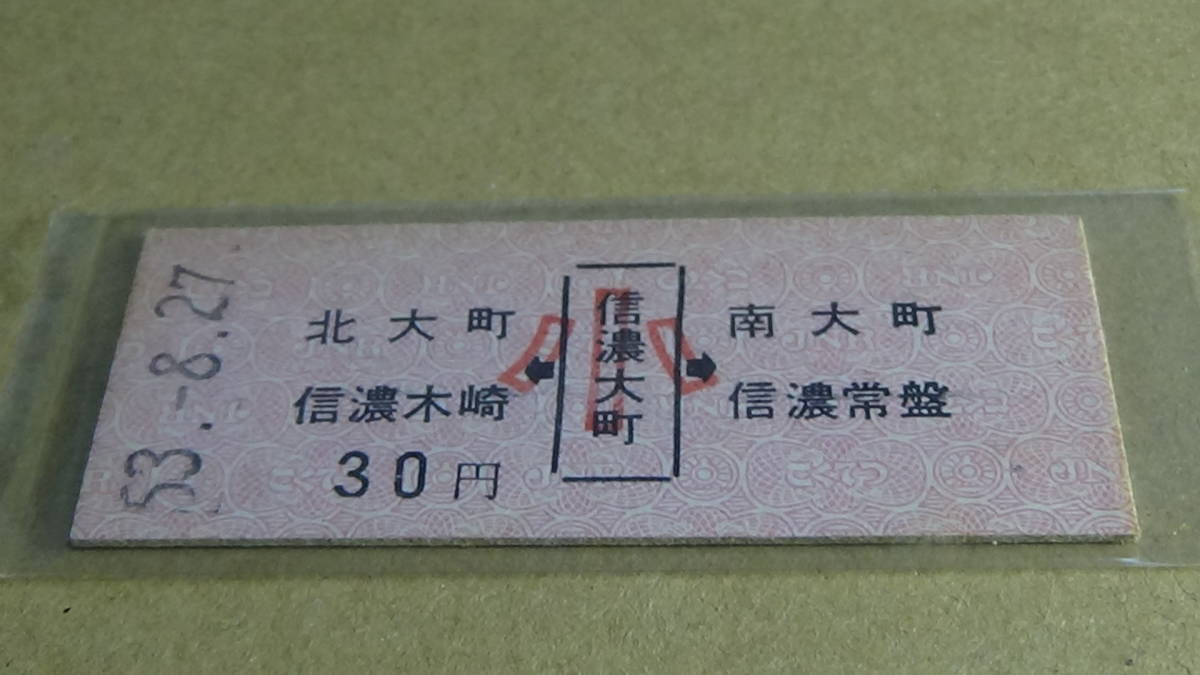 53.-8.27
北大町
信濃木崎
30円
信濃大町
小
南大町
信濃常盤